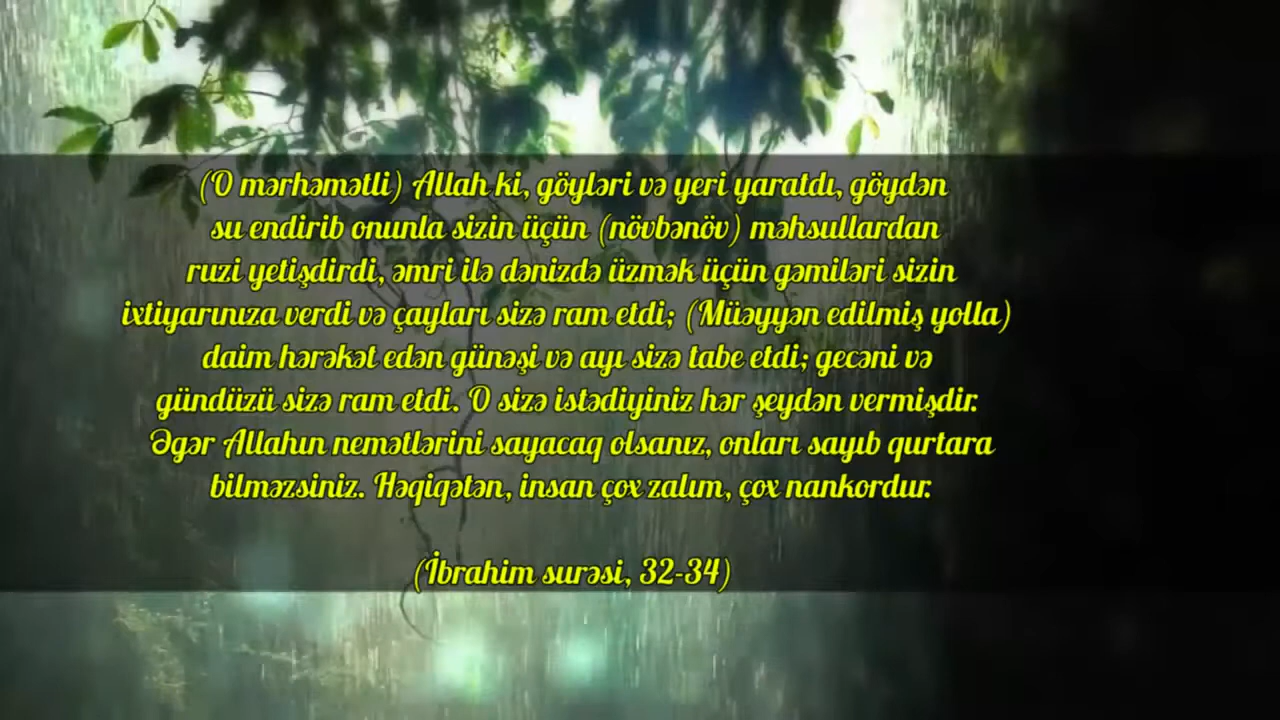 (O mərhəmətli) Allah ki, göyləri və yeri yaratdı, göydən
su endirib onunla sizin üçün (növbənöv) məhsullardan
ruzi yetişdirdi, əmri ilə dənizdə üzmək üçün gəmiləri sizin
ixtiyarınıza verdi və çayları sizə ram etdi; (Müəyyən edilmiş yolla)
daim hərəkət edən günəşi və ayı sizə tabe etdi; gecəni və
gündüzü sizə ram etdi. O sizə istədiyiniz hər şeydən vermişdir.
Əgər Allahın nemətlərini sayacaq olsanız, onları sayıb qurtara
bilməzsiniz. Həqiqətən, insan çox zalım, çox nankordur.
(İbrahim surəsi, 32-34)